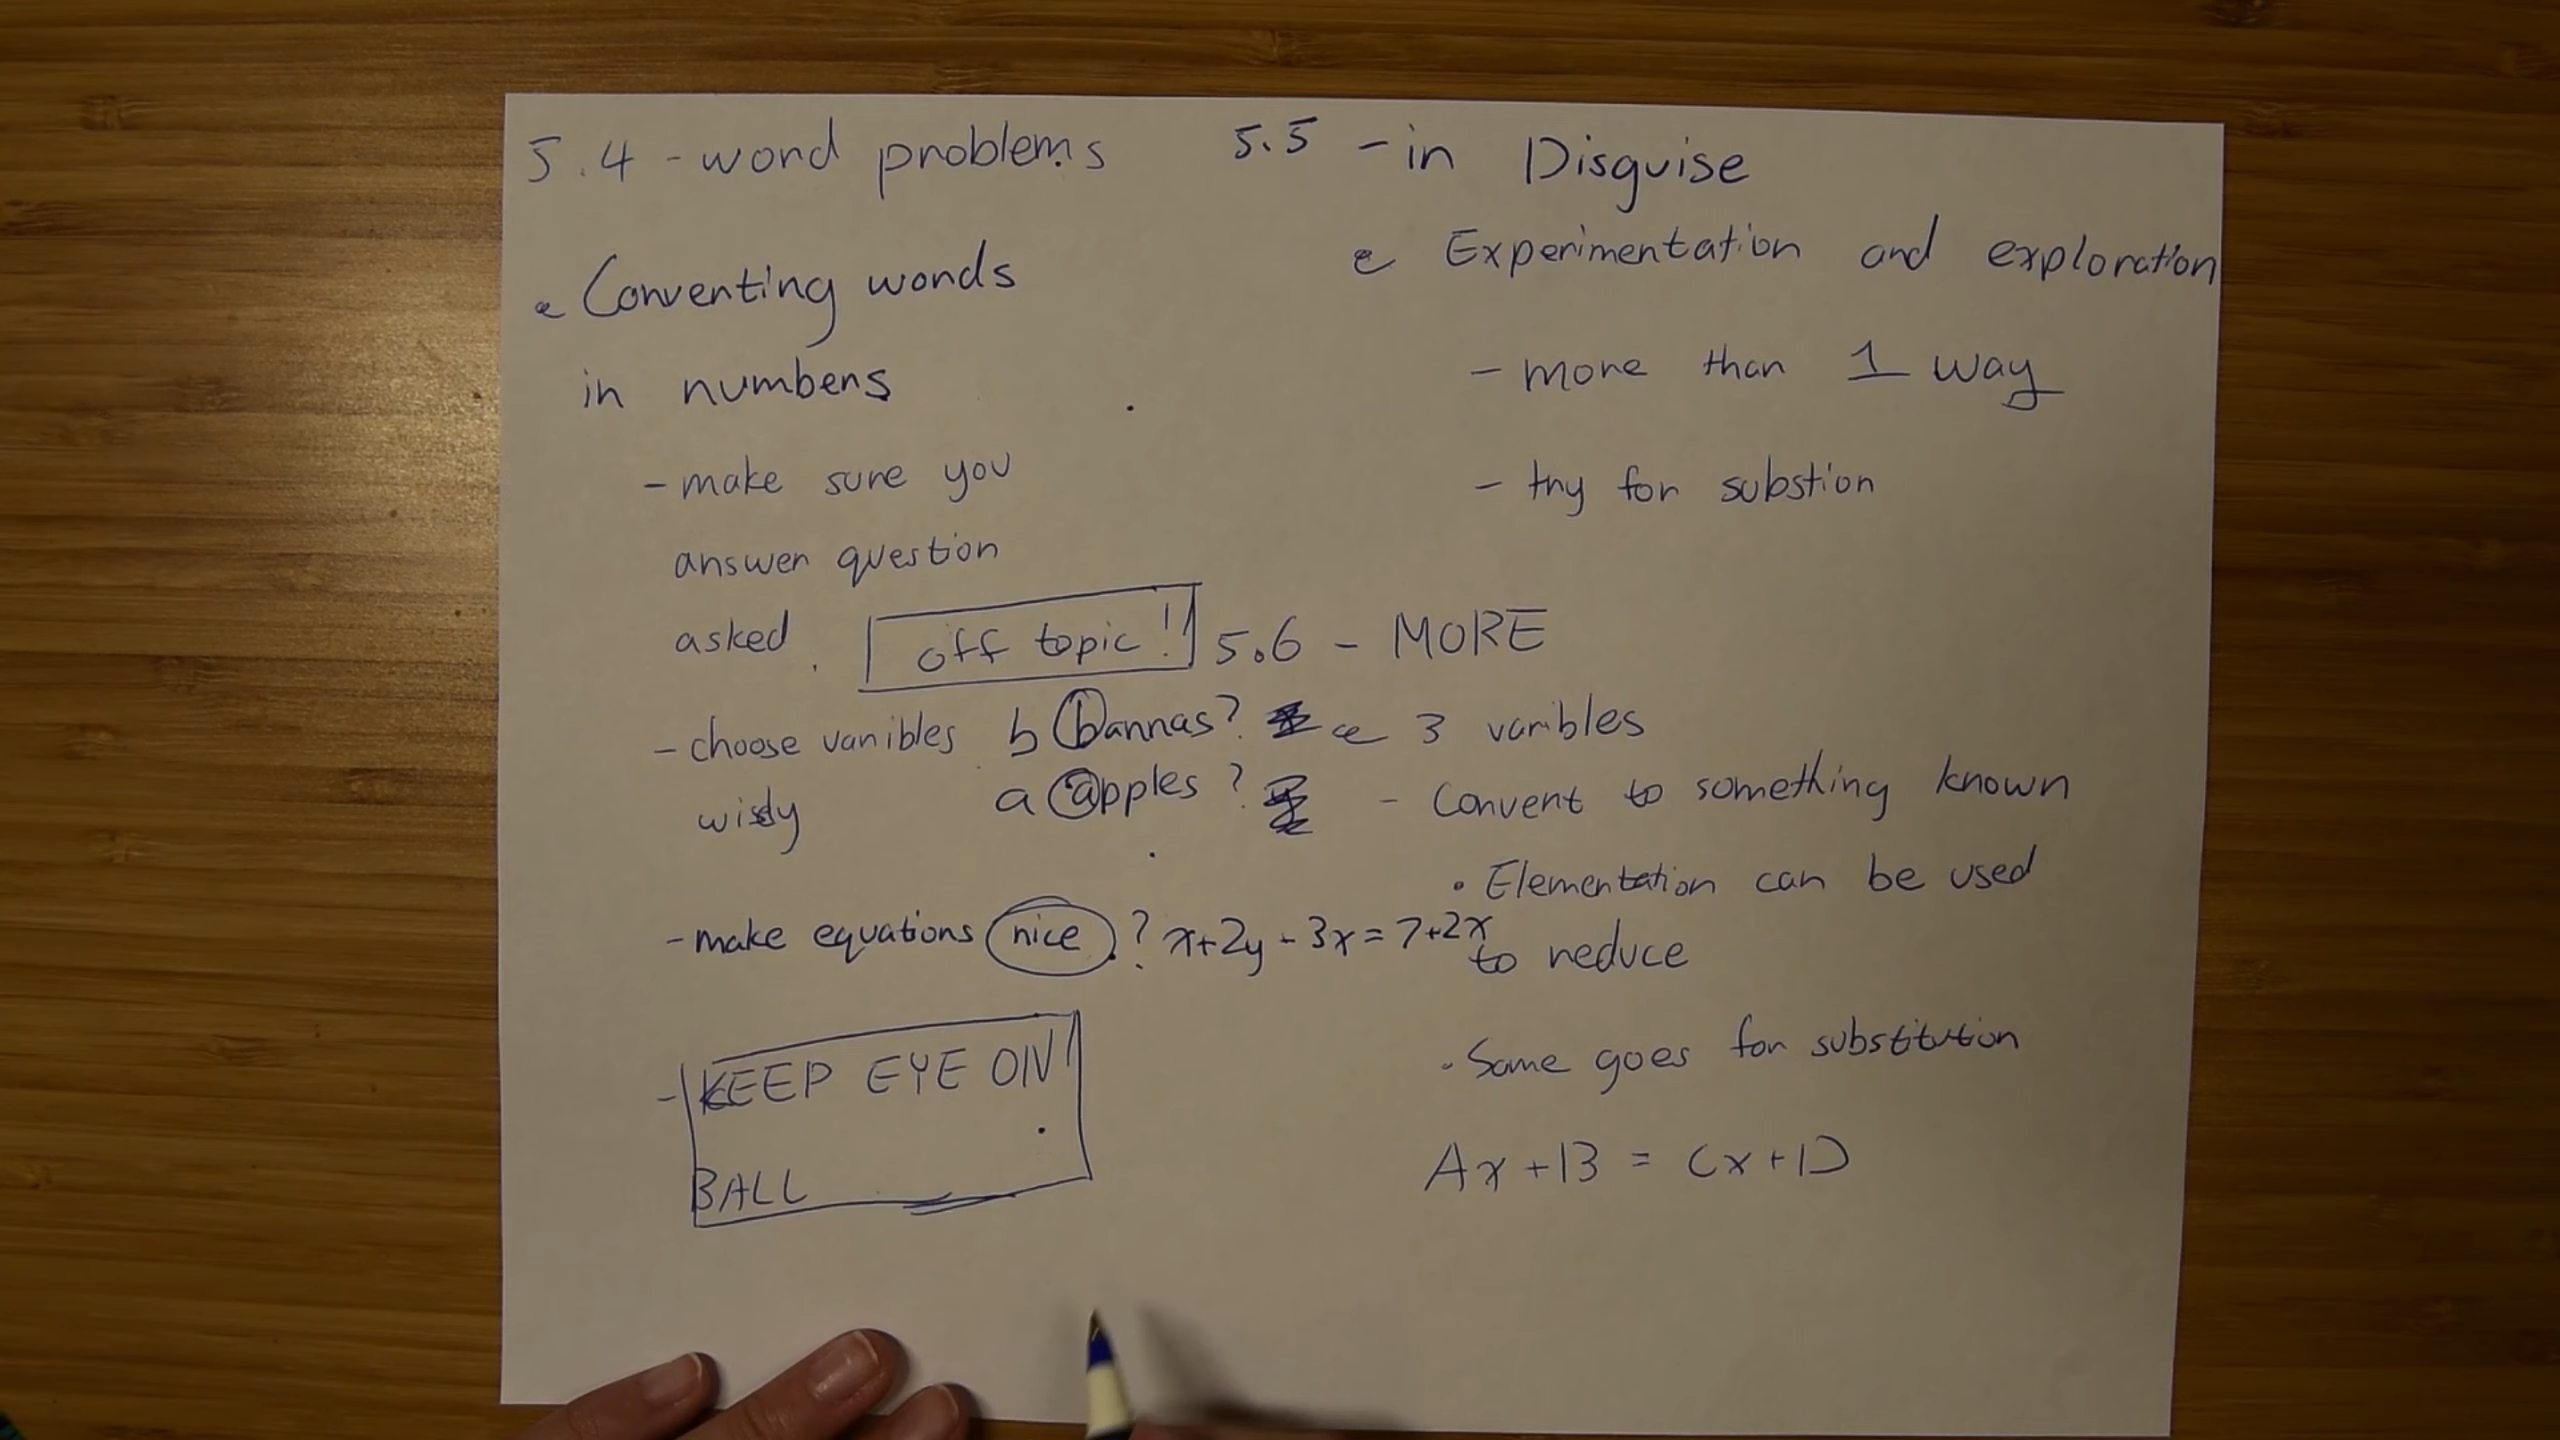 5.4 - word problems
• Converting words
in numbers
- make sure you
answer question
asked.
off topic!!
- choose varibles
wisly
b bannas?
a apples?
- make equations nice.? x+2y-3x=7+2x
- KEEP EYE ON
BALL
5.5 - in Disguise
• Experimentation and exploration
- more than 1 way
- try for substion
5.6 - MORE
• 3 varibles
- Convert to something known
• Elementation can be used
to reduce
• Same goes for substitution
Ax+B = Cx+D